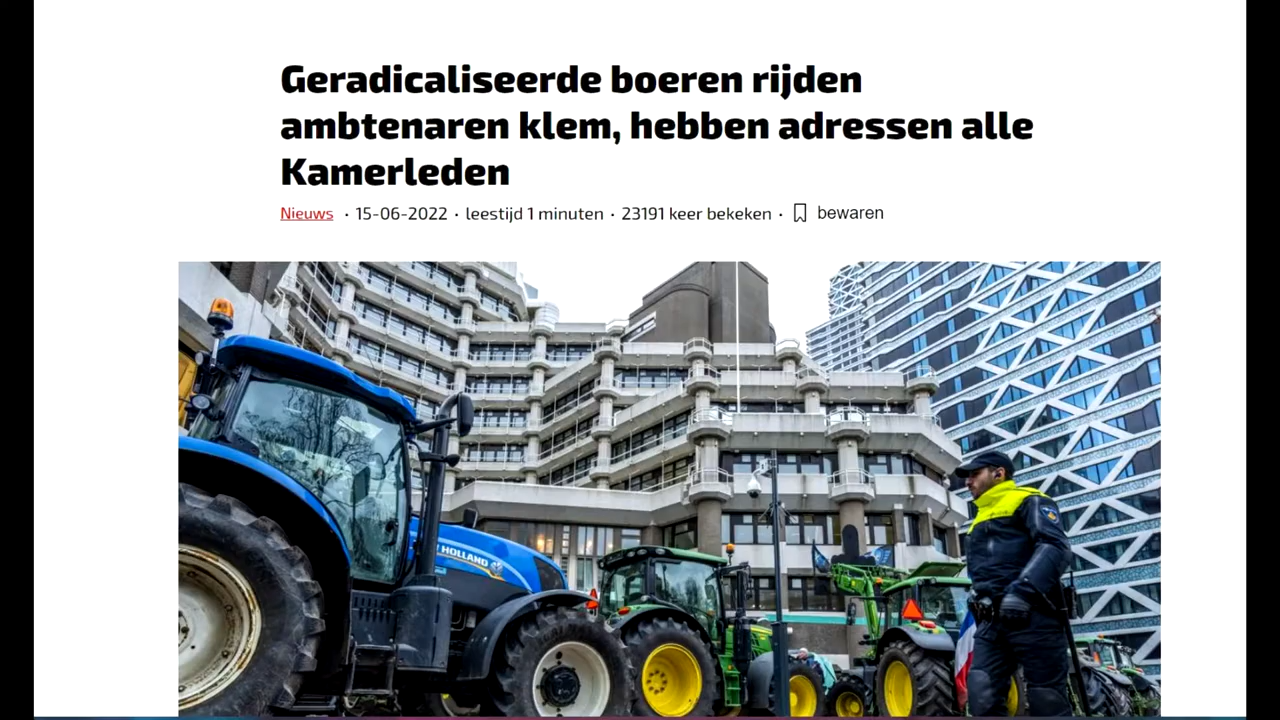 Geradicaliseerde boeren rijden
ambtenaren klem, hebben adressen alle
Kamerleden
Nieuws · 15-06-2022 · leestijd 1 minuten · 23191 keer bekeken · bewaren
HOLLAND